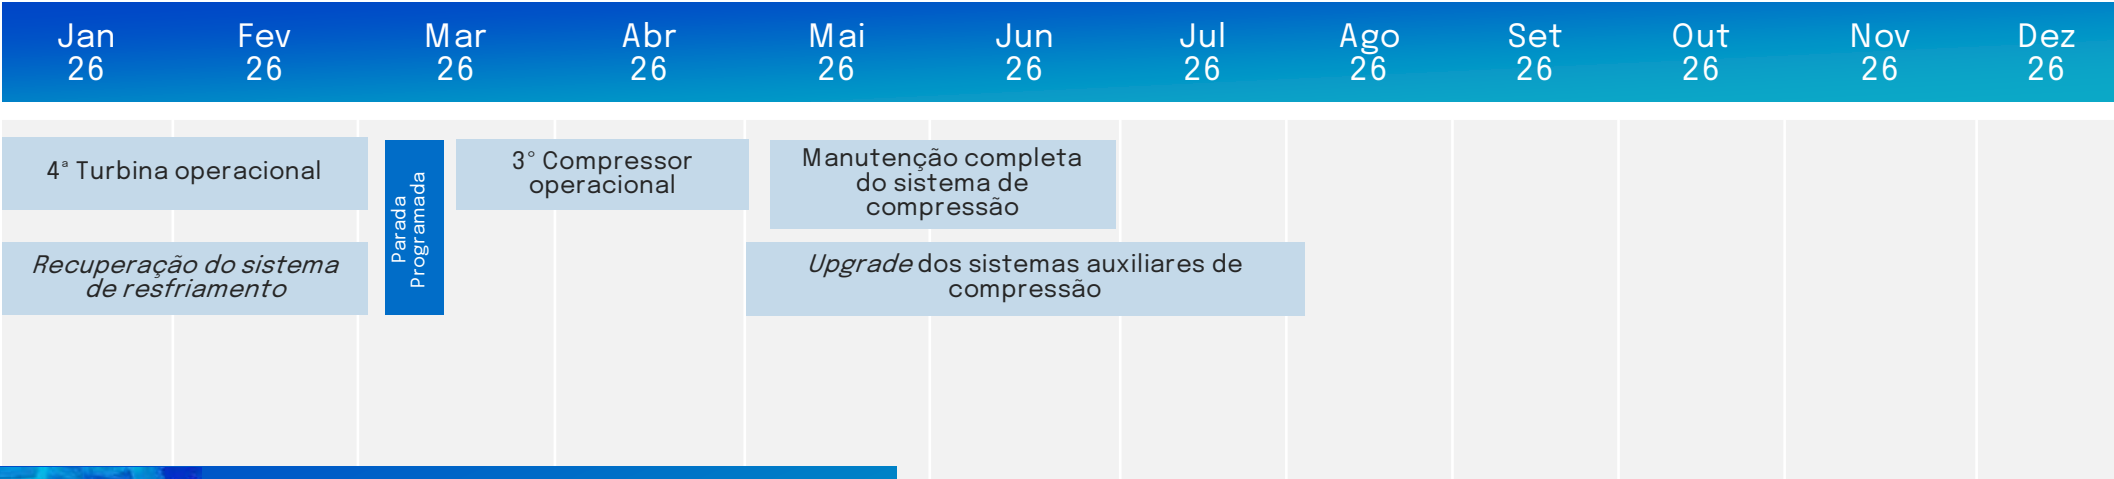 Jan
26
Fev
26
Mar
26
Abr
26
Mai
26
Jun
26
Jul
26
Ago
26
Set
26
Out
26
Nov
26
Dez
26
4ª Turbina operacional
Recuperação do sistema
de resfriamento
Parada
Programada
3° Compressor
operacional
Manutenção completa
do sistema de
compressão
Upgrade dos sistemas auxiliares de
compressão